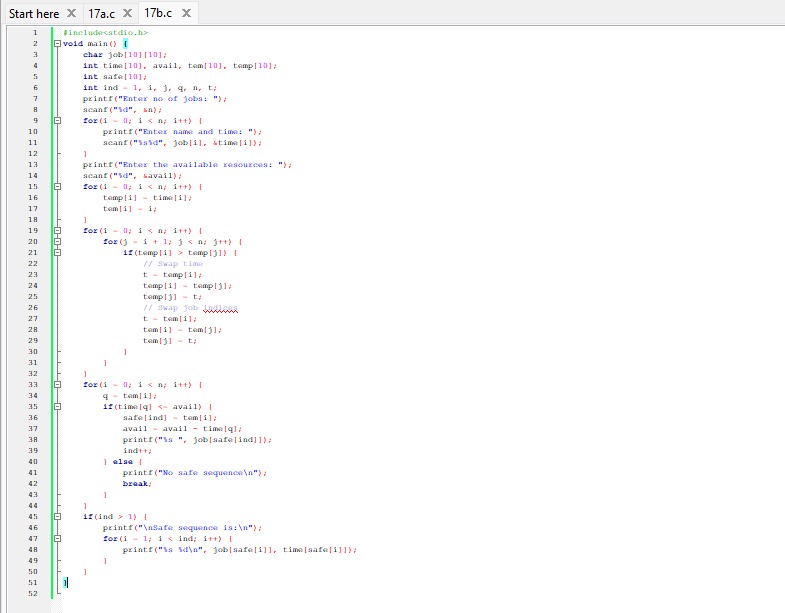 Start here X 17a.c X 17b.c X
1 #include<stdio.h>
2 void main() {
3 char job[10][10];
4 int time[10], avail, tem[10], temp[10];
5 int safe[10];
6 int ind = 1, i, j, q, n, t;
7 printf("Enter no of jobs: ");
8 scanf("%d", &n);
9 for(i = 0; i < n; i++) {
10 printf("Enter name and time: ");
11 scanf("%s%d", job[i], &time[i]);
12 }
13 printf("Enter the available resources: ");
14 scanf("%d", &avail);
15 for(i = 0; i < n; i++) {
16 temp[i] = time[i];
17 tem[i] = i;
18 }
19 for(i = 0; i < n; i++) {
20 for(j = i + 1; j < n; j++) {
21 if(temp[i] > temp[j]) {
22 // Swap time
23 t = temp[i];
24 temp[i] = temp[j];
25 temp[j] = t;
26 // Swap job indices
27 t = tem[i];
28 tem[i] = tem[j];
29 tem[j] = t;
30 }
31 }
32 }
33 for(i = 0; i < n; i++) {
34 q = tem[i];
35 if(time[q] <= avail) {
36 safe[ind] = tem[i];
37 avail = avail - time[q];
38 printf("%s ", job[safe[ind]]);
39 ind++;
40 } else {
41 printf("No safe sequence\n");
42 break;
43 }
44 }
45 if(ind > 1) {
46 printf("\nSafe sequence is:\n");
47 for(i = 1; i < ind; i++) {
48 printf("%s %d\n", job[safe[i]], time[safe[i]]);
49 }
50 }
51 }
52